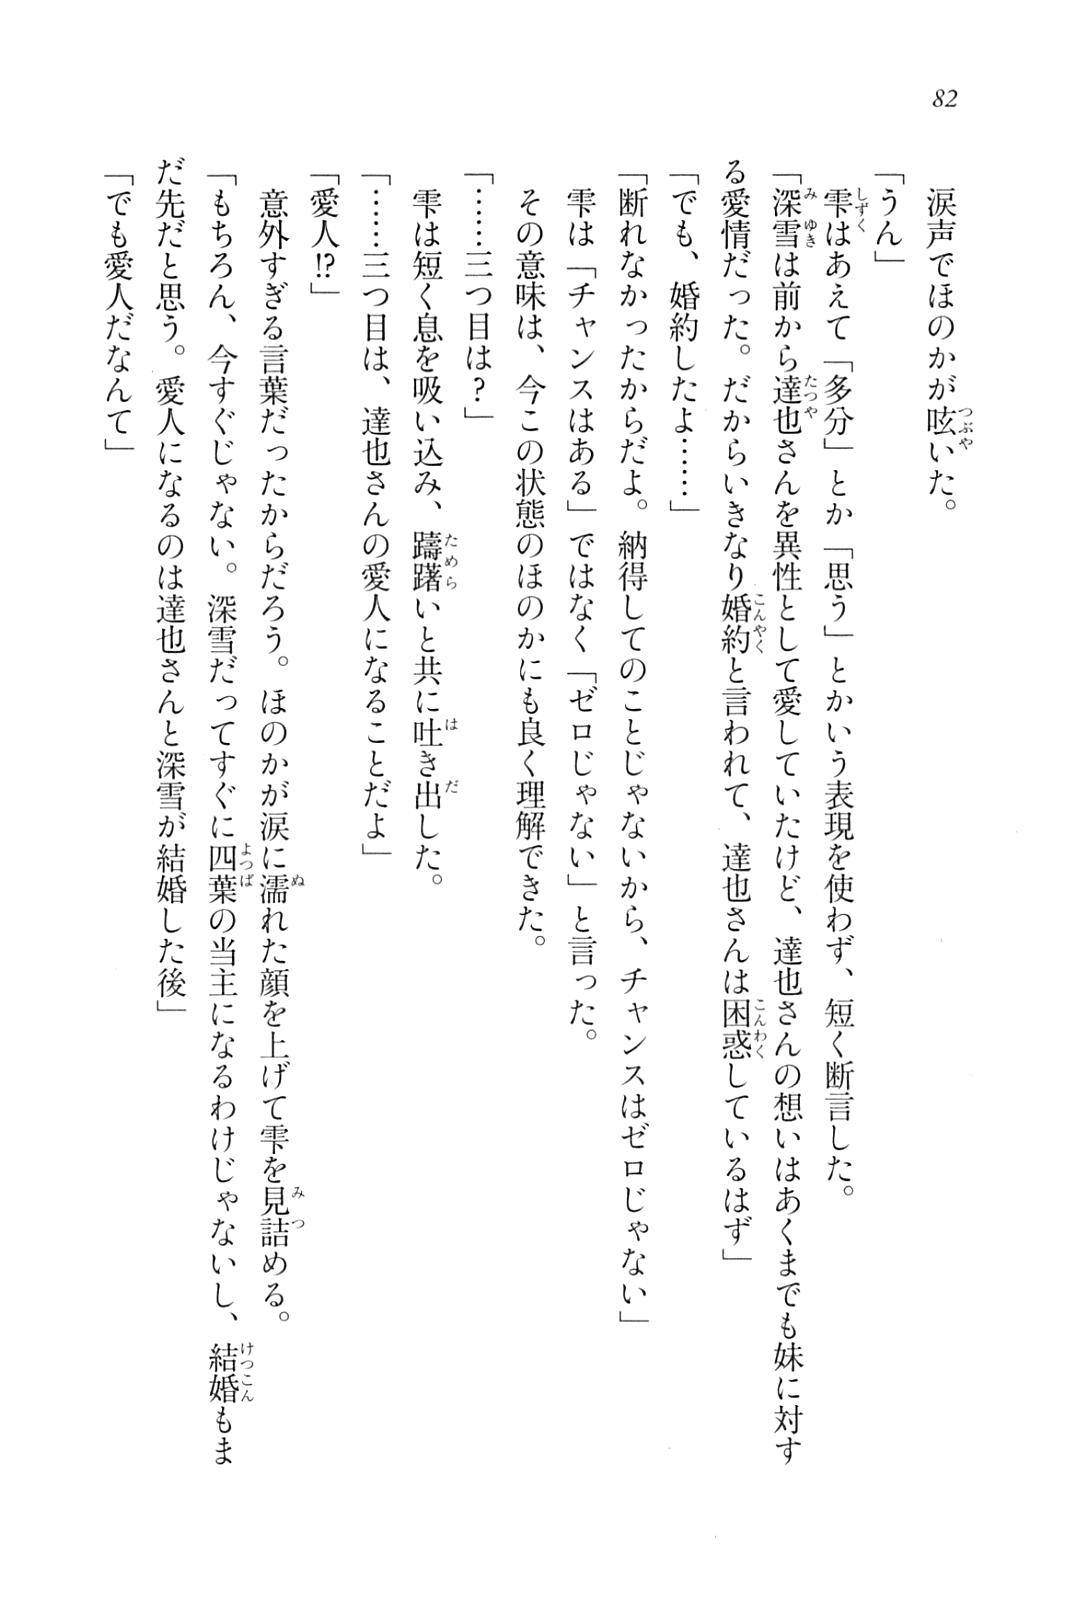 82
涙声でほのかが呟いた。
「うん」
雫はあえて「多分」とか「思う」とかいう表現を使わず、短く断言した。
「深雪は前から達也さんを異性として愛していたけど、達也さんの想いはあくまでも妹に対す
る愛情だった。だからいきなり婚約と言われて、達也さんは困惑しているはず」
「でも、婚約したよ……」
「断れなかったからだよ。納得してのことじゃないから、チャンスはゼロじゃない」
雫は「チャンスはある」ではなく「ゼロじゃない」と言った。
その意味は、今この状態のほのかにも良く理解できた。
「……三つ目は?」
雫は短く息を吸い込み、躊躇いと共に吐き出した。
「……三つ目は、達也さんの愛人になることだよ」
「愛人!?」
意外すぎる言葉だったからだろう。ほのかが涙に濡れた顔を上げて雫を見詰める。
「もちろん、今すぐじゃない。深雪だってすぐに四葉の当主になるわけじゃないし、結婚もま
だ先だと思う。愛人になるのは達也さんと深雪が結婚した後」
「でも愛人だなんて」